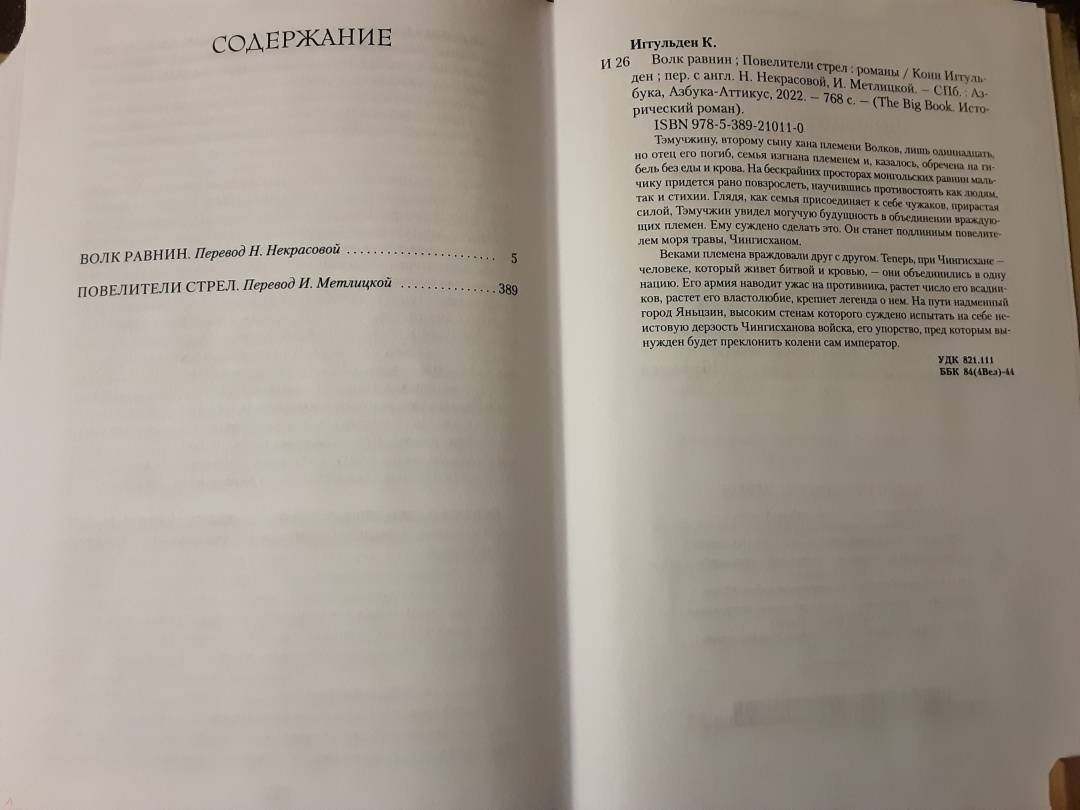 СОДЕРЖАНИЕ
ВОЛК РАВНИН. Перевод Н. Некрасовой . . . . . . . . . . . . . . . . . . . . . . . 5
ПОВЕЛИТЕЛИ СТРЕЛ. Перевод И. Метлицкой . . . . . . . . . . . . . . . 389
Иггульден К.
И 26 Волк равнин ; Повелители стрел : романы / Конн Иггуль-
ден ; пер. с англ. Н. Некрасовой, И. Метлицкой. — СПб. : Аз-
бука, Азбука-Аттикус, 2022. — 768 с. — (The Big Book. Исто-
рический роман).
ISBN 978-5-389-21011-0
Тэмучжину, второму сыну хана племени Волков, лишь одиннадцать,
но отец его погиб, семья изгнана племенем и, казалось, обречена на ги-
бель без еды и крова. На бескрайних просторах монгольских равнин маль-
чику придется рано повзрослеть, научившись противостоять как людям,
так и стихии. Глядя, как семья присоединяет к себе чужаков, прирастая
силой, Тэмучжин увидел могучую будущность в объединении враждую-
щих племен. Ему суждено сделать это. Он станет подлинным повелите-
лем моря травы, Чингисханом.
Веками племена враждовали друг с другом. Теперь, при Чингисхане —
человеке, который живет битвой и кровью, — они объединились в одну
нацию. Его армия наводит ужас на противника, растет число его всадни-
ков, растет его властолюбие, крепнет легенда о нем. На пути надменный
город Яньцзин, высоким стенам которого суждено испытать на себе не-
истовую дерзость Чингисханова войска, его упорство, пред которым вы-
нужден будет преклонить колени сам император.
УДК 821.111
ББК 84(4Вел)-44